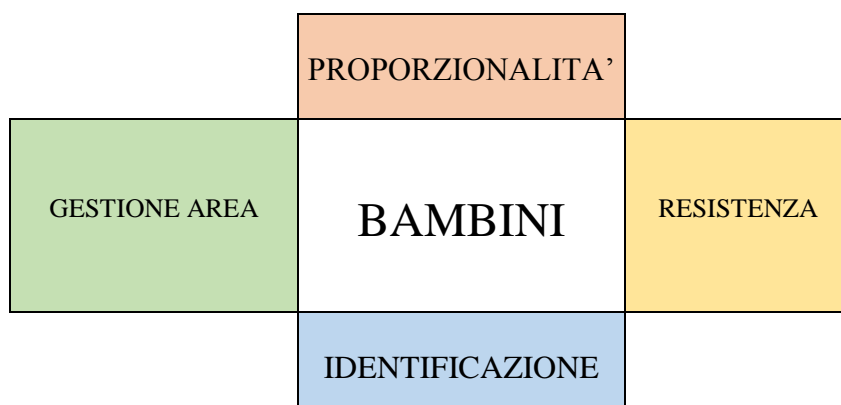 PROPORZIONALITA’
GESTIONE AREA
BAMBINI
RESISTENZA
IDENTIFICAZIONE